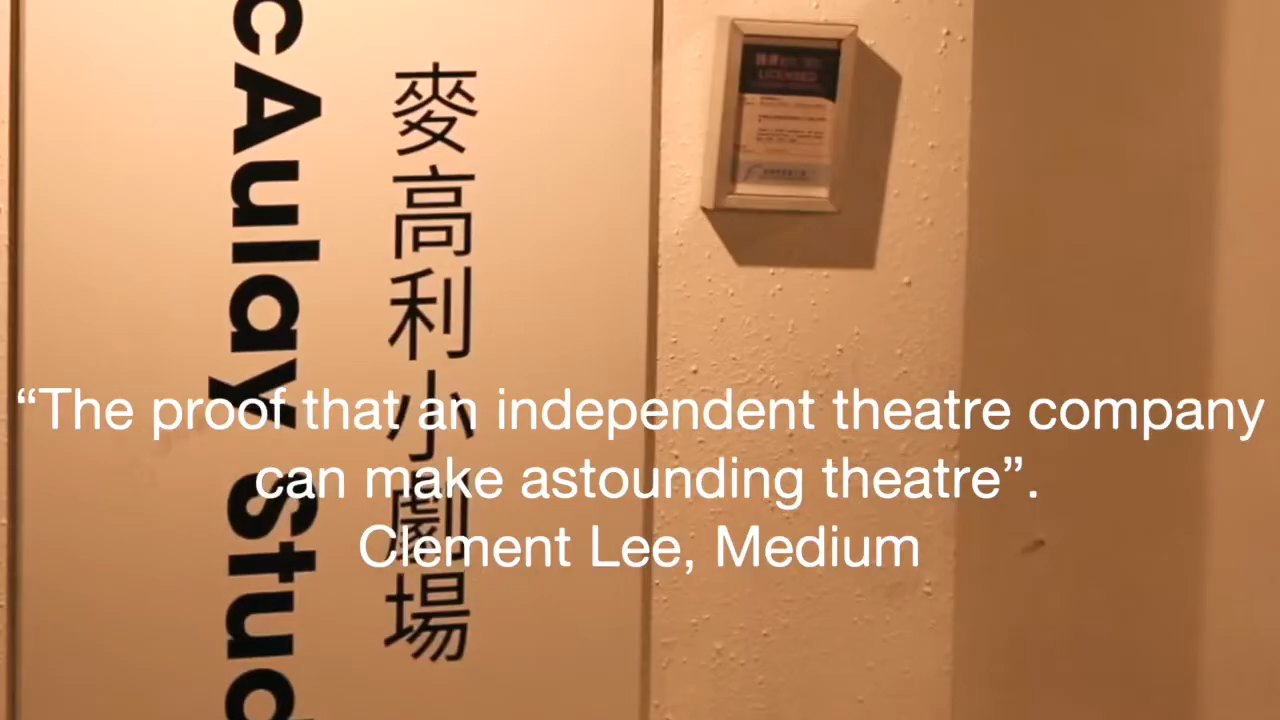 cAulay Stud
麥高利小劇場
LICENSED
“The proof that an independent theatre company
can make astounding theatre”.
Clement Lee, Medium